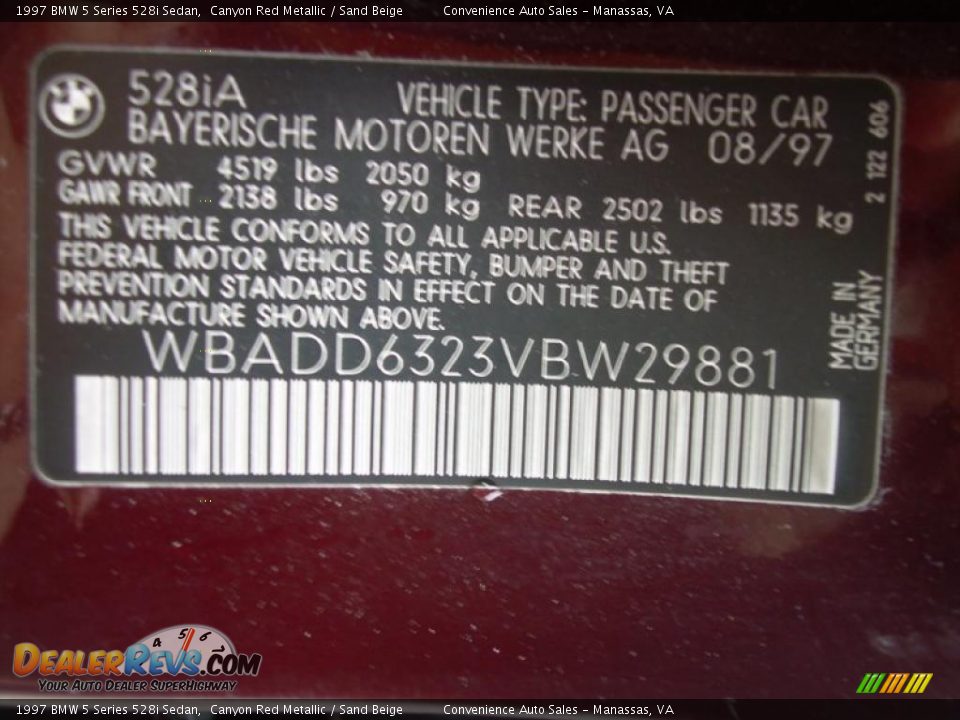 1997 BMW 5 Series 528i Sedan,  Canyon Red Metallic / Sand Beige  Convenience Auto Sales - Manassas, VA
528iA
VEHICLE TYPE: PASSENGER CAR
BAYERISCHE MOTOREN WERKE AG 08/97
GVWR 4519 lbs 2050 kg
GAWR FRONT 2138 lbs 970 kg REAR 2502 lbs 1135 kg
THIS VEHICLE CONFORMS TO ALL APPLICABLE U.S.
FEDERAL MOTOR VEHICLE SAFETY, BUMPER AND THEFT
PREVENTION STANDARDS IN EFFECT ON THE DATE OF
MANUFACTURE SHOWN ABOVE.
2 122 606
MADE IN
GERMANY
WBADD6323VBW29881
4 5 6
DEALERREVS.COM
YOUR AUTO DEALER SUPERHIGHWAY
1997 BMW 5 Series 528i Sedan,  Canyon Red Metallic / Sand Beige  Convenience Auto Sales - Manassas, VA